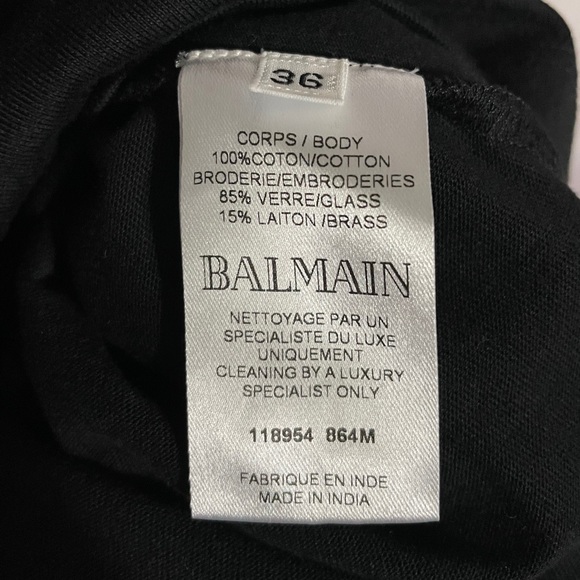 36
CORPS / BODY
100%COTON/COTTON
BRODERIE/EMBRODERIES
85% VERRE/GLASS
15% LAITON /BRASS
BALMAIN
NETTOYAGE PAR UN
SPECIALISTE DU LUXE
UNIQUEMENT
CLEANING BY A LUXURY
SPECIALIST ONLY
118954 864M
FABRIQUE EN INDE
MADE IN INDIA